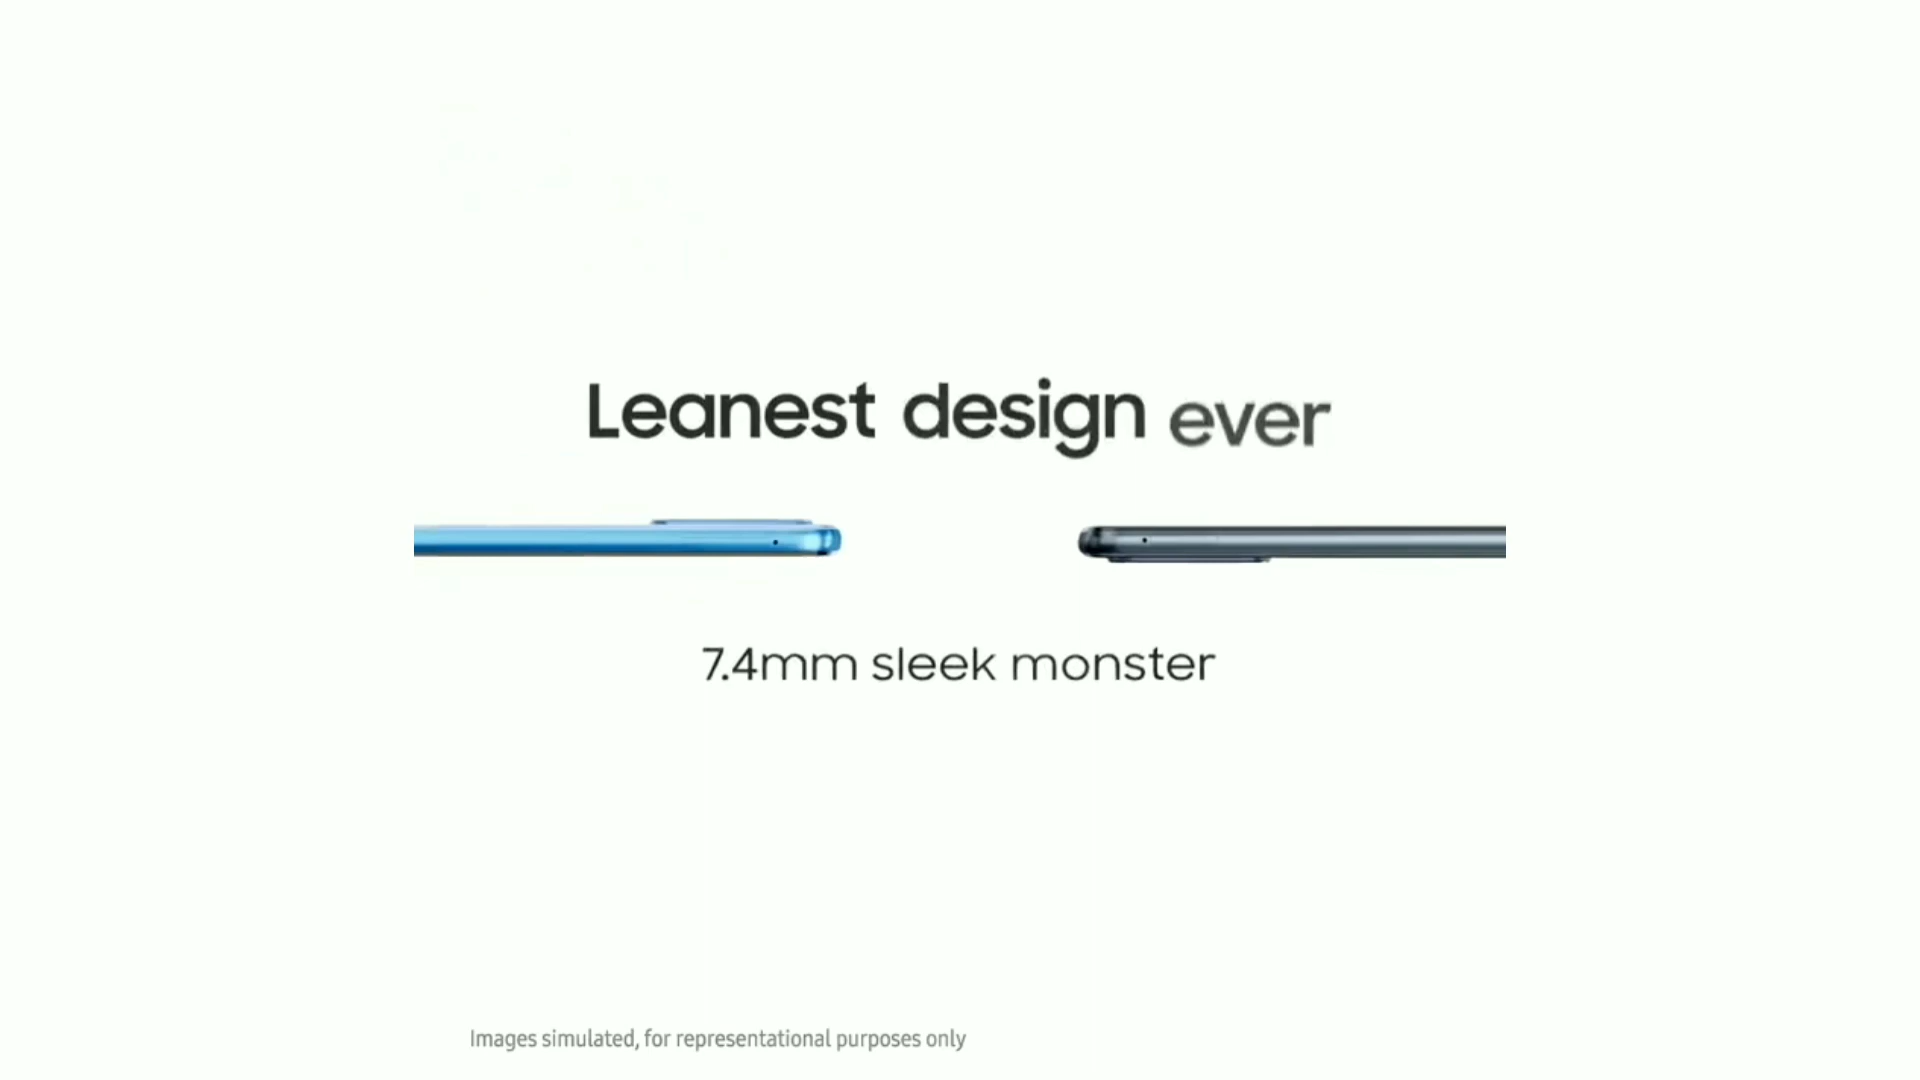 Leanest design ever
7.4mm sleek monster
Images simulated, for representational purposes only